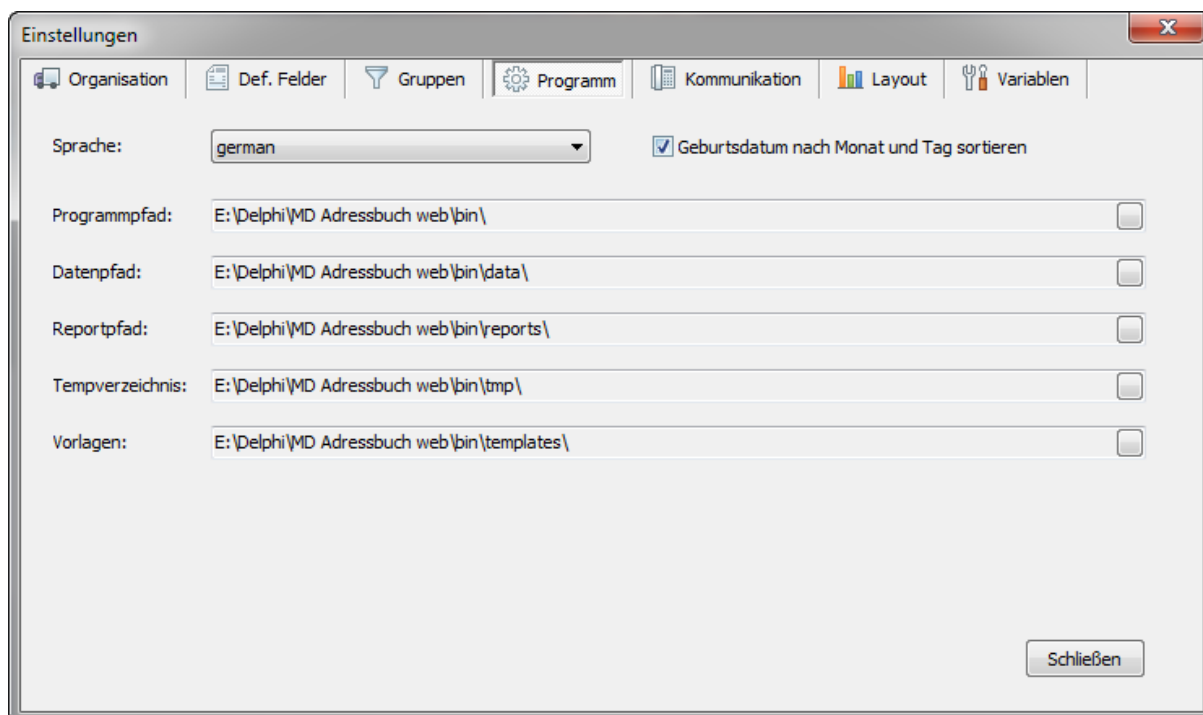 Einstellungen
Organisation Def. Felder Gruppen Programm Kommunikation Layout Variablen
Sprache: german Geburtsdatum nach Monat und Tag sortieren
Programmpfad: E:\Delphi\MD Adressbuch web\bin\
Datenpfad: E:\Delphi\MD Adressbuch web\bin\data\
Reportpfad: E:\Delphi\MD Adressbuch web\bin\reports\
Tempverzeichnis: E:\Delphi\MD Adressbuch web\bin\tmp\
Vorlagen: E:\Delphi\MD Adressbuch web\bin\templates\
Schließen